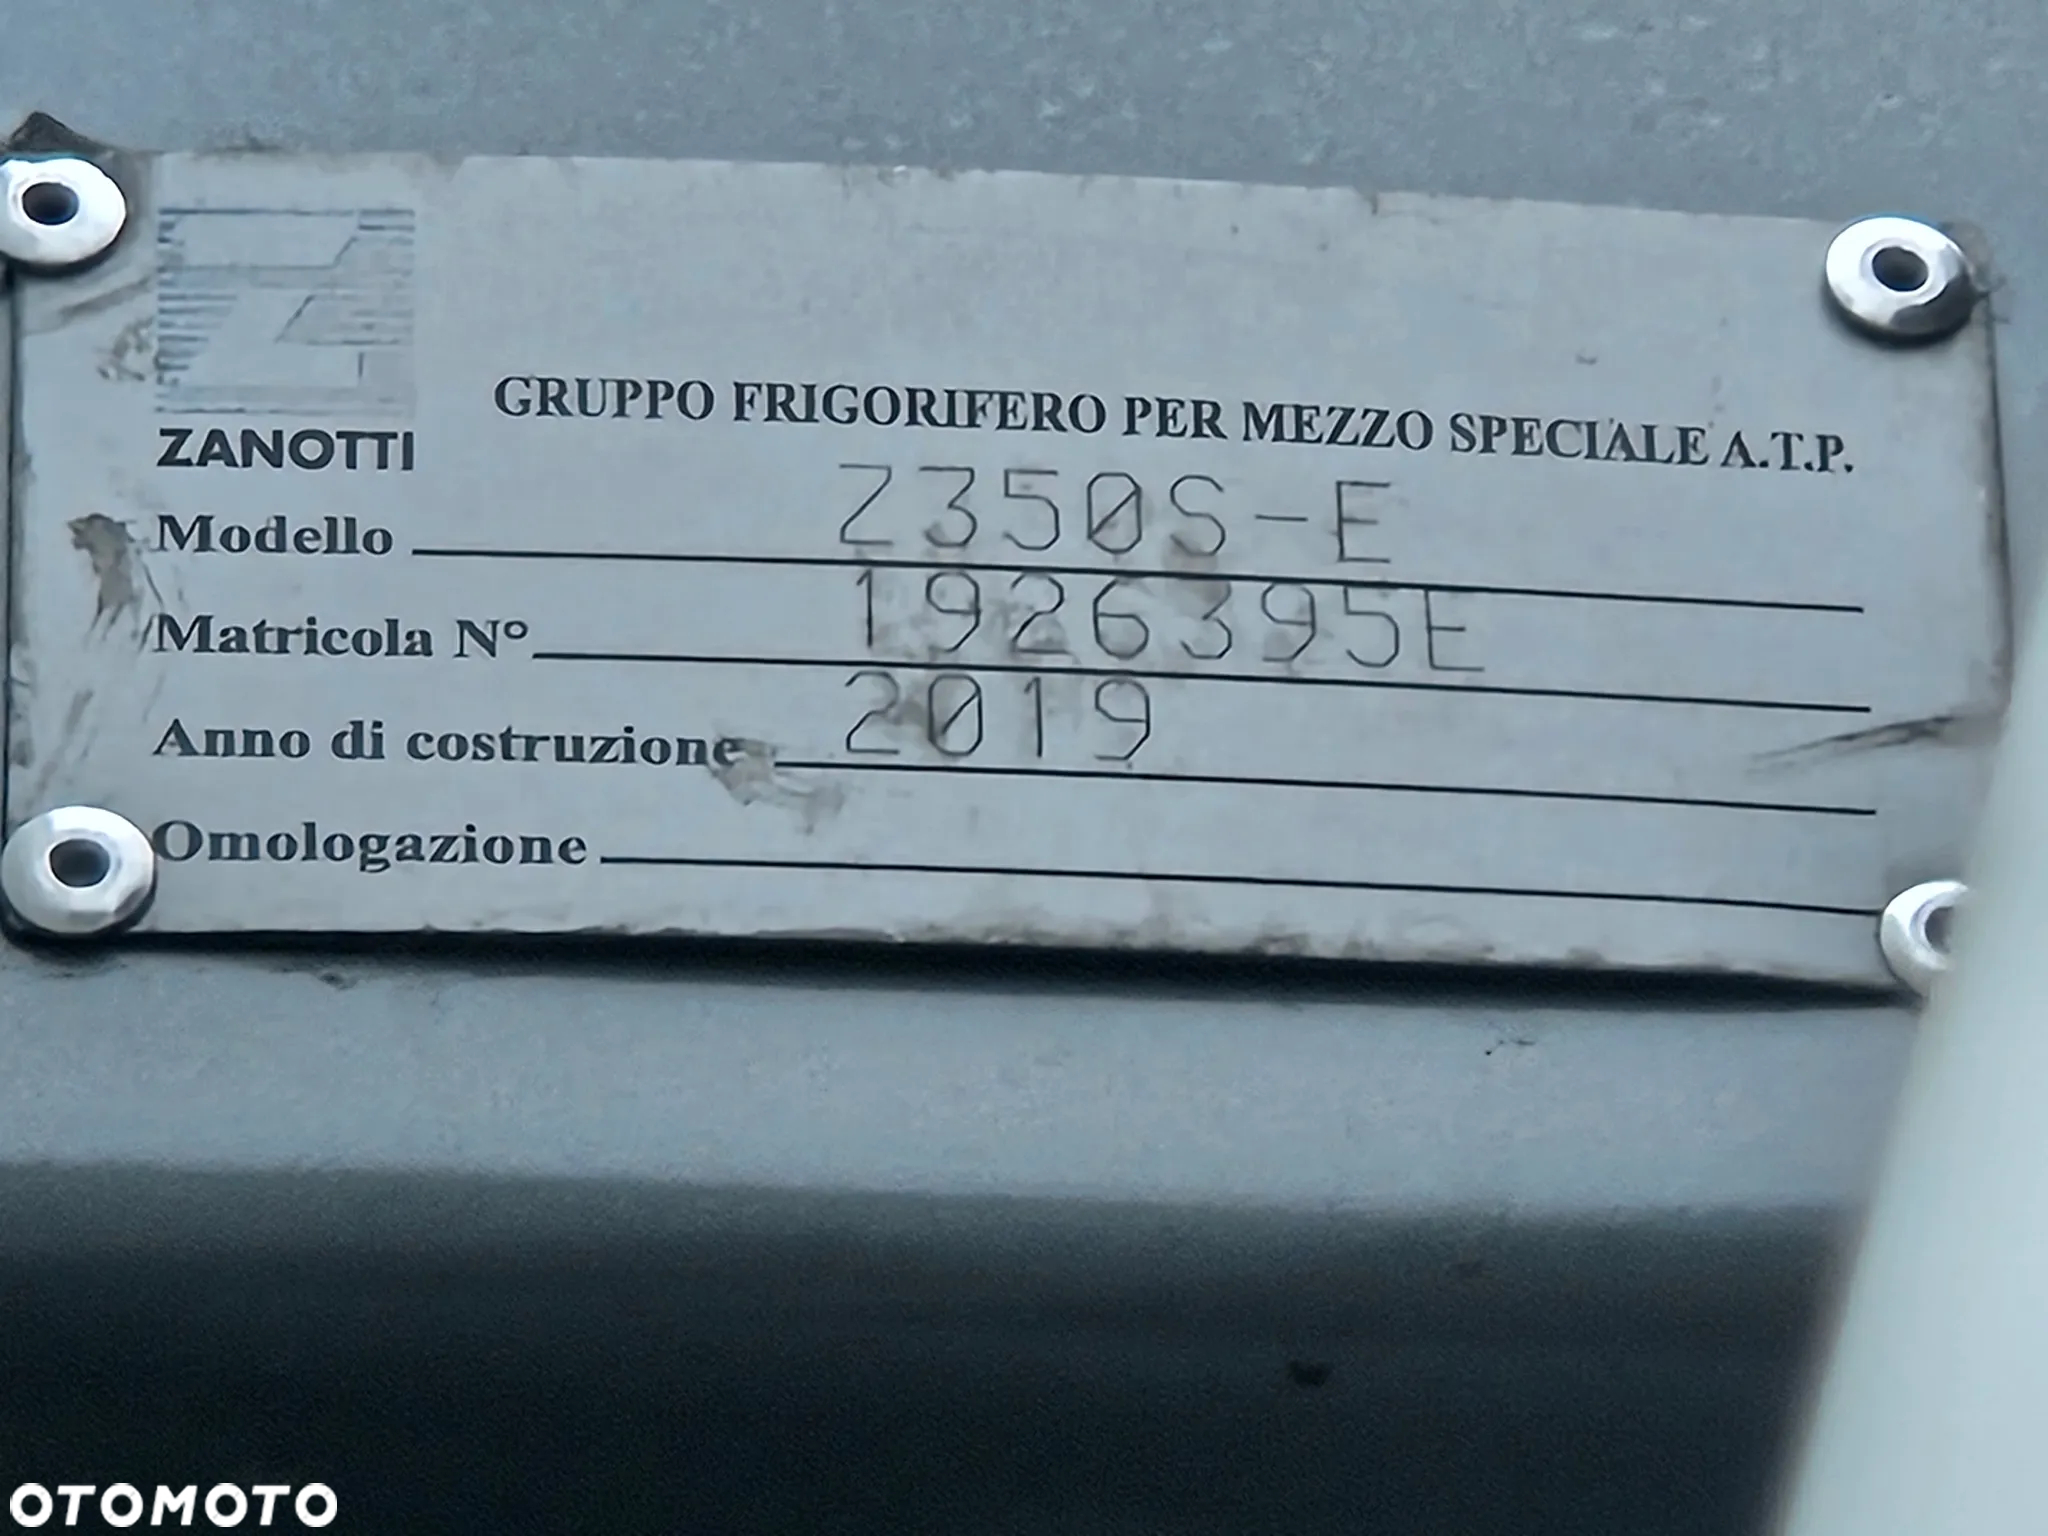 ZANOTTI
GRUPPO FRIGORIFERO PER MEZZO SPECIALE A.T.P.
Modello Z350S-E
Matricola N° 1926395E
Anno di costruzione 2019
Omologazione
OTOMOTO